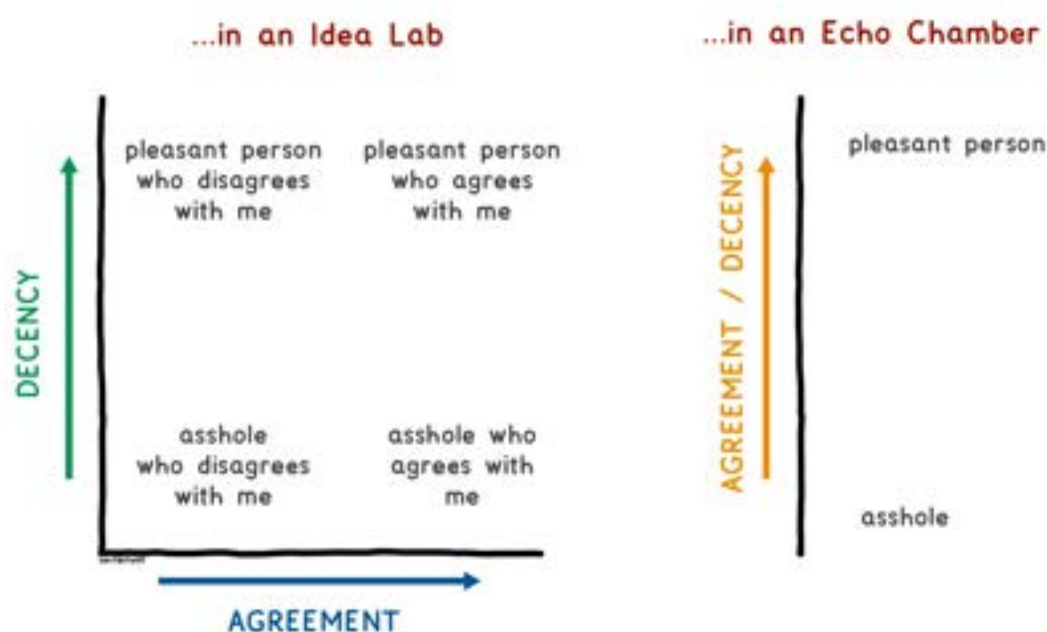 ...in an Idea Lab
DECENCY
pleasant person
who disagrees
with me
pleasant person
who agrees
with me
asshole
who disagrees
with me
asshole who
agrees with
me
AGREEMENT
...in an Echo Chamber
AGREEMENT / DECENCY
pleasant person
asshole